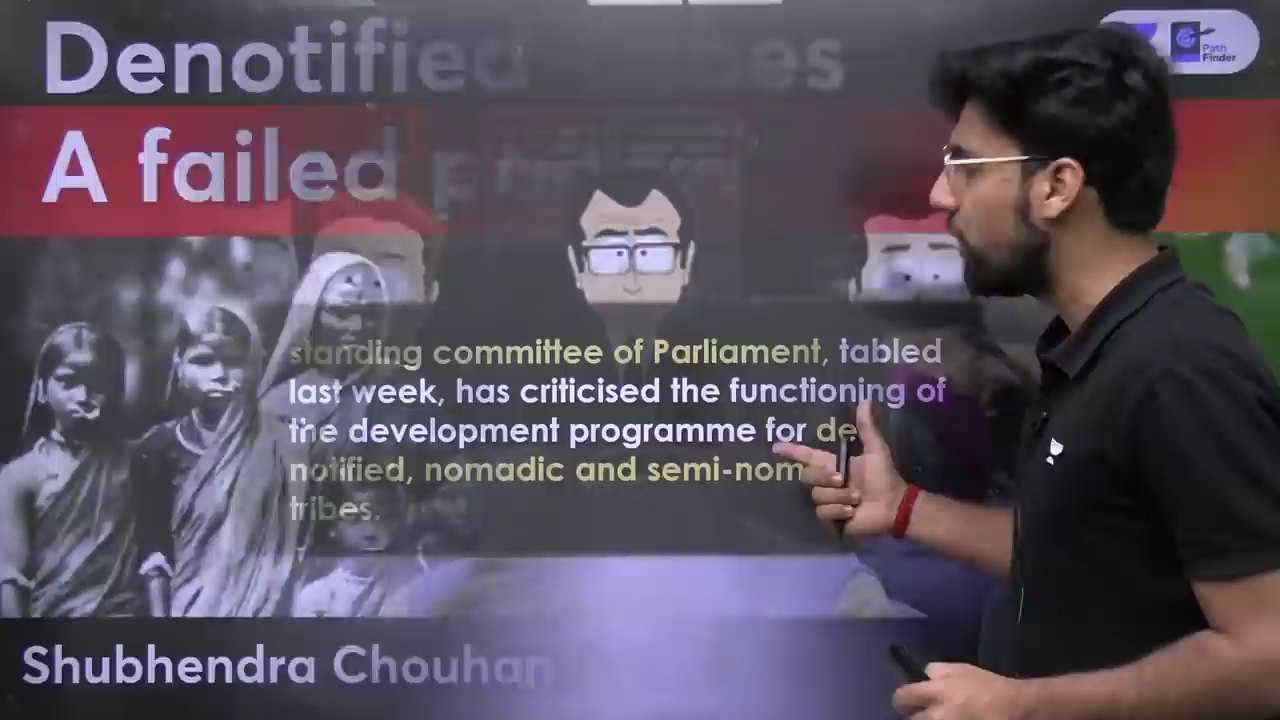 Denotified
A failed
Path
Finder
standing committee of Parliament, tabled
last week, has criticised the functioning of
the development programme for de
notified, nomadic and semi-nom
tribes.
Shubhendra Chouhan